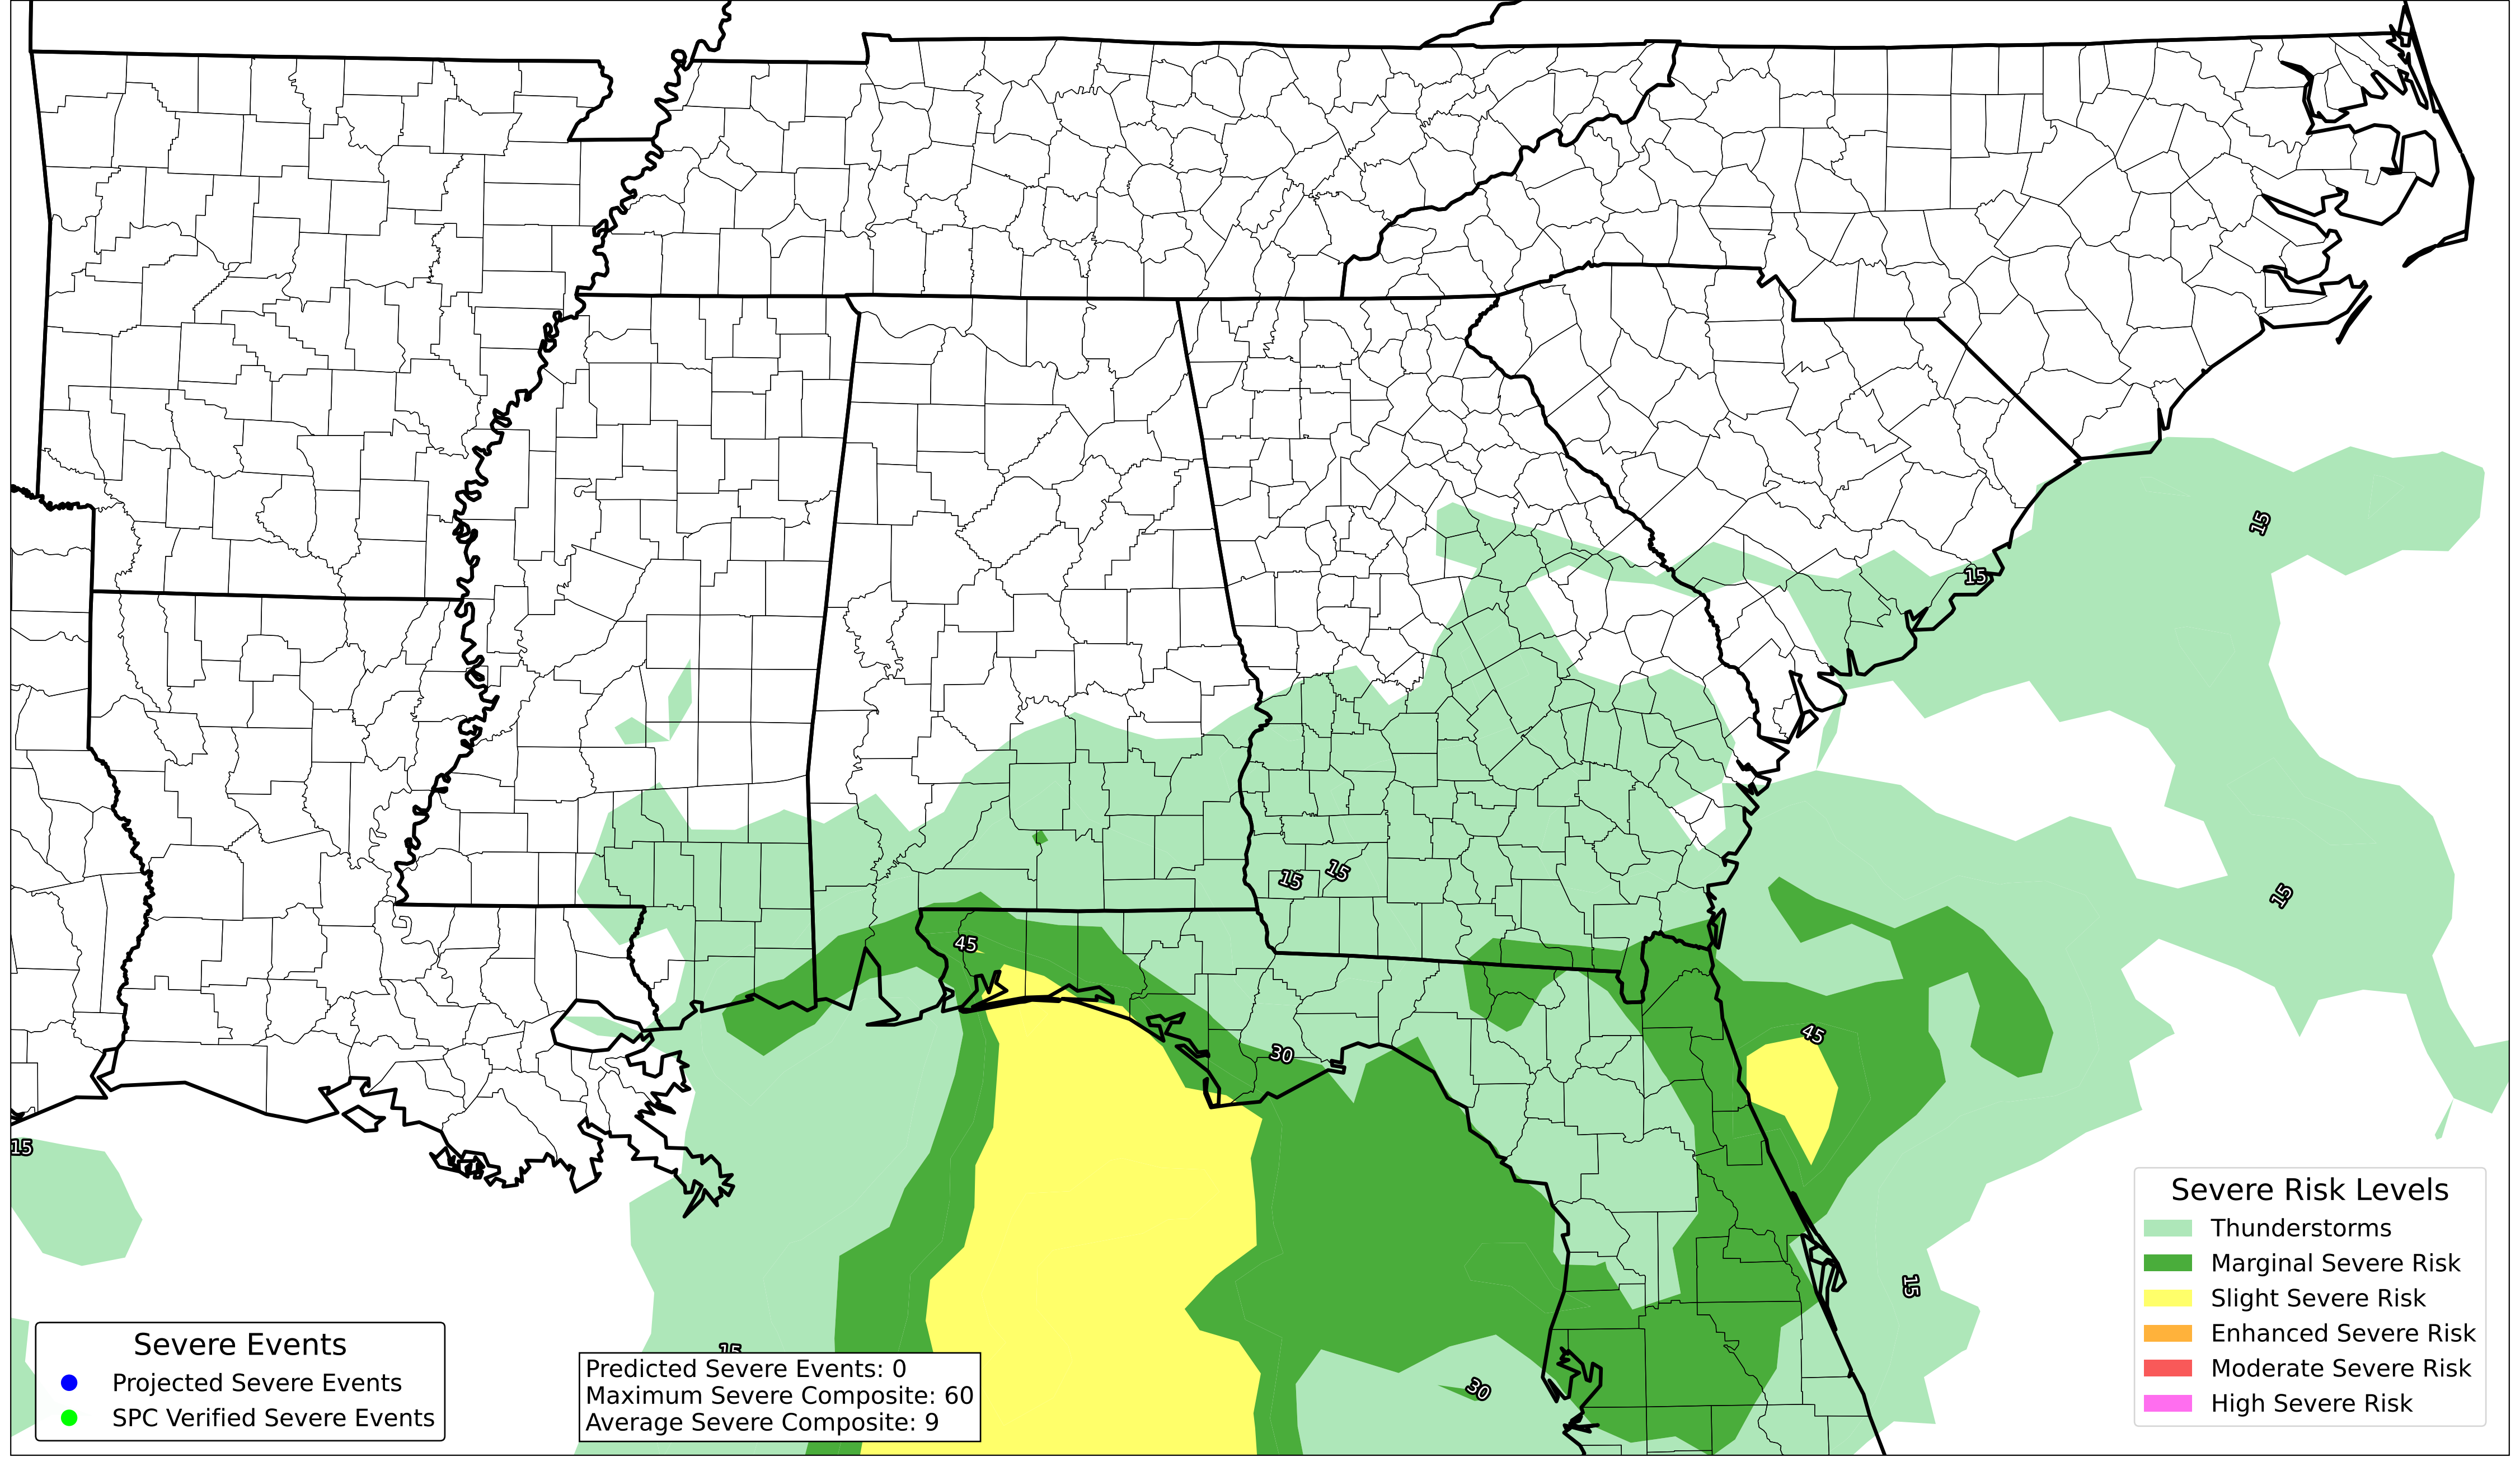 15
15
15
15
45
15
30
45
15
15
30
15
Severe Risk Levels
Thunderstorms
Marginal Severe Risk
Slight Severe Risk
Enhanced Severe Risk
Moderate Severe Risk
High Severe Risk
Severe Events
Projected Severe Events
SPC Verified Severe Events
Predicted Severe Events: 0
Maximum Severe Composite: 60
Average Severe Composite: 9